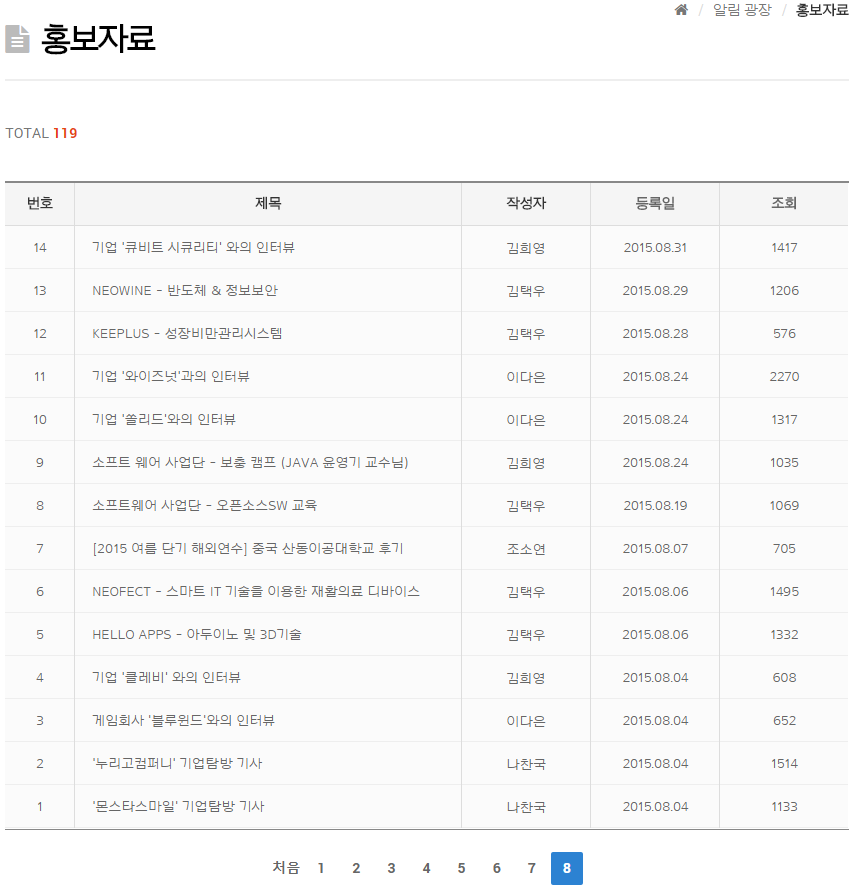 알림 광장 / 홍보자료
홍보자료
TOTAL 119
번호 제목 작성자 등록일 조회
14 기업 '큐비트 시큐리티' 와의 인터뷰 김희영 2015.08.31 1417
13 NEOWINE - 반도체 & 정보보안 김택우 2015.08.29 1206
12 KEEPLUS - 성장비만관리시스템 김택우 2015.08.28 576
11 기업 '와이즈넛'과의 인터뷰 이다은 2015.08.24 2270
10 기업 '쏠리드'와의 인터뷰 이다은 2015.08.24 1317
9 소프트 웨어 사업단 - 보충 캠프 (JAVA 윤영기 교수님) 김희영 2015.08.24 1035
8 소프트웨어 사업단 - 오픈소스SW 교육 김택우 2015.08.19 1069
7 [2015 여름 단기 해외연수] 중국 산동이공대학교 후기 조소연 2015.08.07 705
6 NEOFECT - 스마트 IT 기술을 이용한 재활의료 디바이스 김택우 2015.08.06 1495
5 HELLO APPS - 아두이노 및 3D기술 김택우 2015.08.06 1332
4 기업 '클레비' 와의 인터뷰 김희영 2015.08.04 608
3 게임회사 '블루윈드'와의 인터뷰 이다은 2015.08.04 652
2 '누리고컴퍼니' 기업탐방 기사 나찬국 2015.08.04 1514
1 '몬스타스마일' 기업탐방 기사 나찬국 2015.08.04 1133
처음 1 2 3 4 5 6 7 8